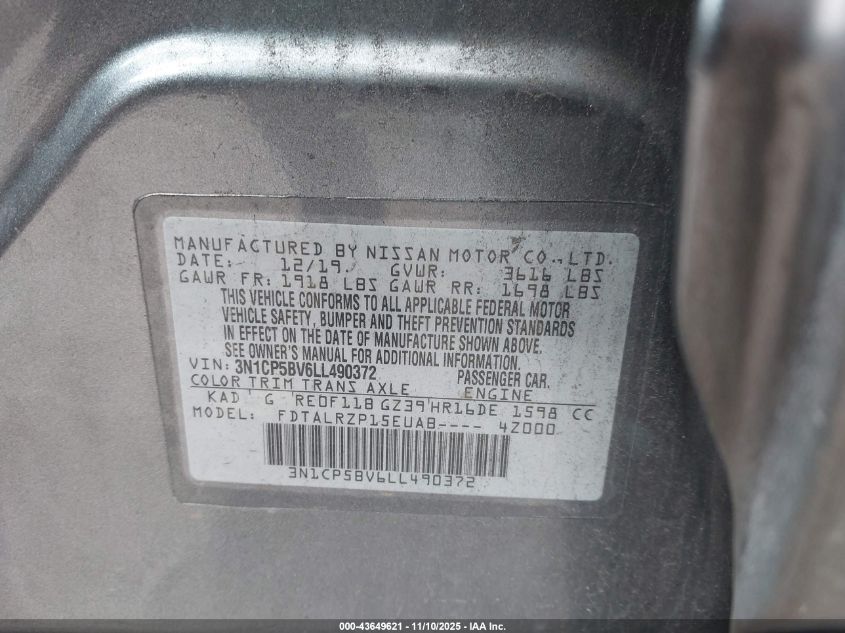 MANUFACTURED BY NISSAN MOTOR CO., LTD.
DATE: 12/19 GVWR: 3616 LBS
GAWR FR: 1918 LBS GAWR RR: 1698 LBS
THIS VEHICLE CONFORMS TO ALL APPLICABLE FEDERAL MOTOR
VEHICLE SAFETY, BUMPER AND THEFT PREVENTION STANDARDS
IN EFFECT ON THE DATE OF MANUFACTURE SHOWN ABOVE.
SEE OWNER'S MANUAL FOR ADDITIONAL INFORMATION.
VIN: 3N1CP5BV6LL490372 PASSENGER CAR.
COLOR TRIM TRANS AXLE ENGINE
KAD G RE0F11B GZ39 HR16DE 1598 CC
MODEL: FDTALRZP15EUAB---- 4Z000
3N1CP5BV6LL490372
000-43649621 - 11/10/2025 - IAA Inc.